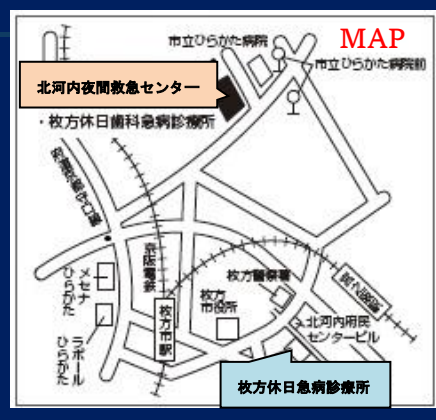 MAP
市立ひらかた病院
市立ひらかた病院前
北河内夜間救急センター
・枚方休日歯科急病診療所
京阪電鉄
メセナ
ひらかた
ラポール
ひらかた
枚方市駅
枚方
市役所
枚方警察署
北河内府民
センタービル
枚方休日急病診療所